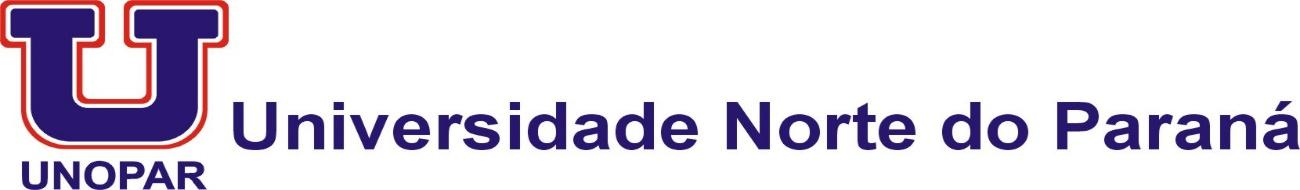 U
UNOPAR
Universidade Norte do Paraná